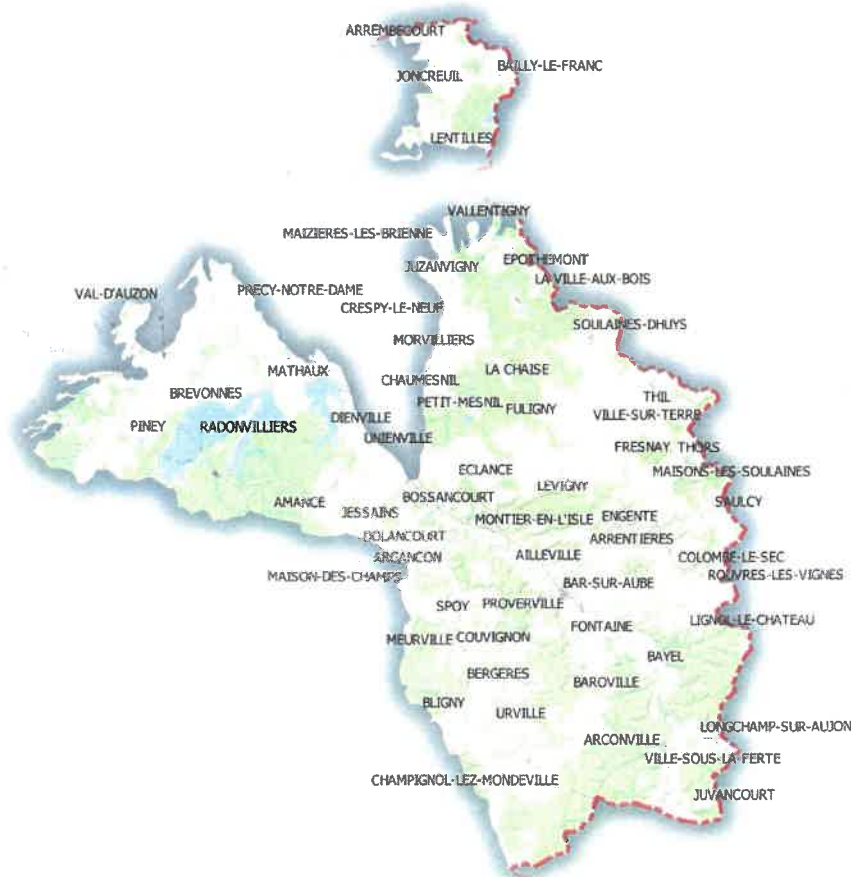 ARREMBECOURT
BAILLY-LE-FRANC
JONCREUIL
LENTILLES
VALLENTIGNY
MAIZIERES-LES-BRIENNE
EPOTHEMONT
JUZANVIGNY
LA VILLE-AUX-BOIS
PRECY-NOTRE-DAME
VAL-D'AUZON
CRESPY-LE-NEUF
SOULAINES-DHUYS
MORVILLIERS
MATHAUX
LA CHAISE
CHAUMESNIL
BREVONNES
THIL
PETIT-MESNIL
FULIGNY
VILLE-SUR-TERRE
DIENVILLE
PINEY
RADONVILLIERS
UNIENVILLE
FRESNAY THORS
ECLANCE
MAISONS-LES-SOULAINES
LEVIGNY
BOSSANCOURT
AMANCE
SAULCY
JESSAINS
MONTIER-EN-L'ISLE
ENGENTE
DOLANCOURT
ARRENTIERES
ARGANCON
AILLEVILLE
COLOMBE-LE-SEC
MAISON-DES-CHAMPS
BAR-SUR-AUBE
ROUVRES-LES-VIGNES
SPOY
PROVERVILLE
LIGNOL-LE-CHATEAU
FONTAINE
MEURVILLE
COUVIGNON
BAYEL
BERGERES
BAROVILLE
BLIGNY
URVILLE
LONGCHAMP-SUR-AUJON
ARCONVILLE
VILLE-SOUS-LA-FERTE
CHAMPIGNOL-LEZ-MONDEVILLE
JUVANCOURT